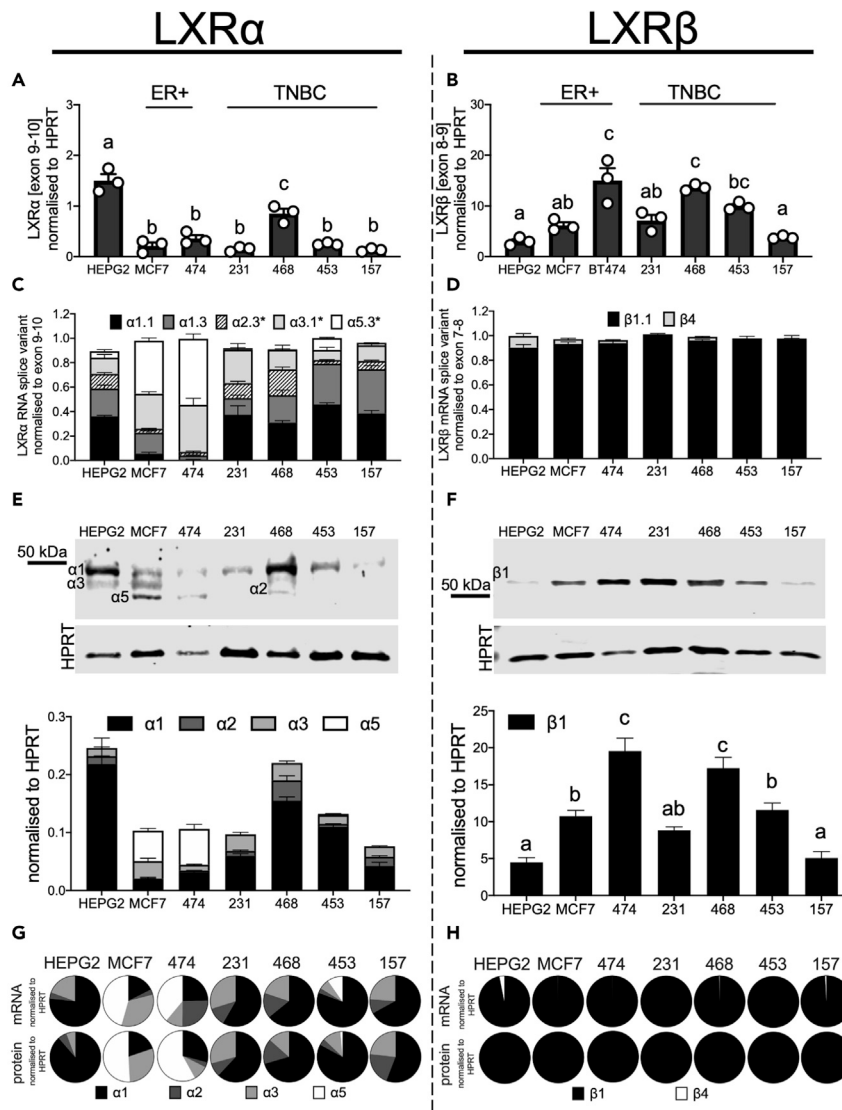 LXRα
LXRβ
A
ER+
TNBC
LXRα [exon 9-10]
normalised to HPRT
3
2
1
0
a
b
b
b
c
b
b
HEPG2 MCF7 474 231 468 453 157
B
ER+
TNBC
LXRβ [exon 8-9]
normalised to HPRT
30
20
10
0
a
ab
c
ab
c
bc
a
HEPG2 MCF7 BT474 231 468 453 157
C
α1.1 α1.3 α2.3* α3.1* α5.3*
LXRα RNA splice variant
normalised to exon 9-10
1.0
0.8
0.6
0.4
0.2
0.0
HEPG2 MCF7 474 231 468 453 157
D
β1.1 β4
LXRβ mRNA splice variant
normalised to exon 7-8
1.0
0.8
0.6
0.4
0.2
0.0
HEPG2 MCF7 474 231 468 453 157
E
HEPG2 MCF7 474 231 468 453 157
50 kDa
α1
α3
α5
α2
HPRT
α1 α2 α3 α5
normalised to HPRT
0.3
0.2
0.1
0.0
HEPG2 MCF7 474 231 468 453 157
F
HEPG2 MCF7 474 231 468 453 157
β1
50 kDa
HPRT
β1
normalised to HPRT
25
20
15
10
5
0
a
b
c
ab
c
b
a
HEPG2 MCF7 474 231 468 453 157
G
HEPG2 MCF7 474 231 468 453 157
mRNA
normalised to
HPRT
protein
normalised to
HPRT
α1 α2 α3 α5
H
HEPG2 MCF7 474 231 468 453 157
mRNA
normalised to
HPRT
protein
normalised to
HPRT
β1 β4